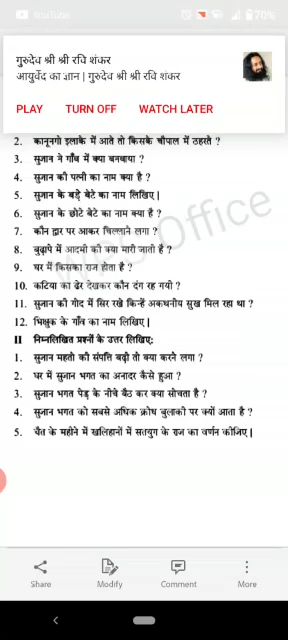 YouTube
70%
गुरुदेव श्री श्री रवि शंकर
आयुर्वेद का ज्ञान | गुरुदेव श्री श्री रवि शंकर
PLAY TURN OFF WATCH LATER
2. कानूनगो इलाके में आते तो किसके चौपाल में ठहरते ?
3. सुजान ने गाँव में क्या बनवाया ?
4. सुजान की पत्नी का नाम क्या है ?
5. सुजान के बड़े बेटे का नाम लिखिए |
6. सुजान के छोटे बेटे का नाम क्या है ?
7. कौन द्वार पर आकर चिल्लाने लगा ?
8. बुढ़ापे में आदमी की क्या मारी जाती है ?
9. घर में किसका राज होता है ?
10. कटिया का ढेर देखकर कौन दंग रह गयी ?
11. सुजान की गोद में सिर रखे किन्हें अकथनीय सुख मिल रहा था ?
12. भिक्षुक के गाँव का नाम लिखिए |
II निम्नलिखित प्रश्नों के उत्तर लिखिए:
1. सुजान महतो की संपत्ति बढ़ी तो क्या करने लगा ?
2. घर में सुजान भगत का अनादर कैसे हुआ ?
3. सुजान भगत पेड़ के नीचे बैठ कर क्या सोचता है ?
4. सुजान भगत को सबसे अधिक क्रोध बुलाकी पर क्यों आता है ?
5. चैत के महीने में खलिहानों में सतयुग के राज का वर्णन कीजिए |
Office
Share Modify Comment More